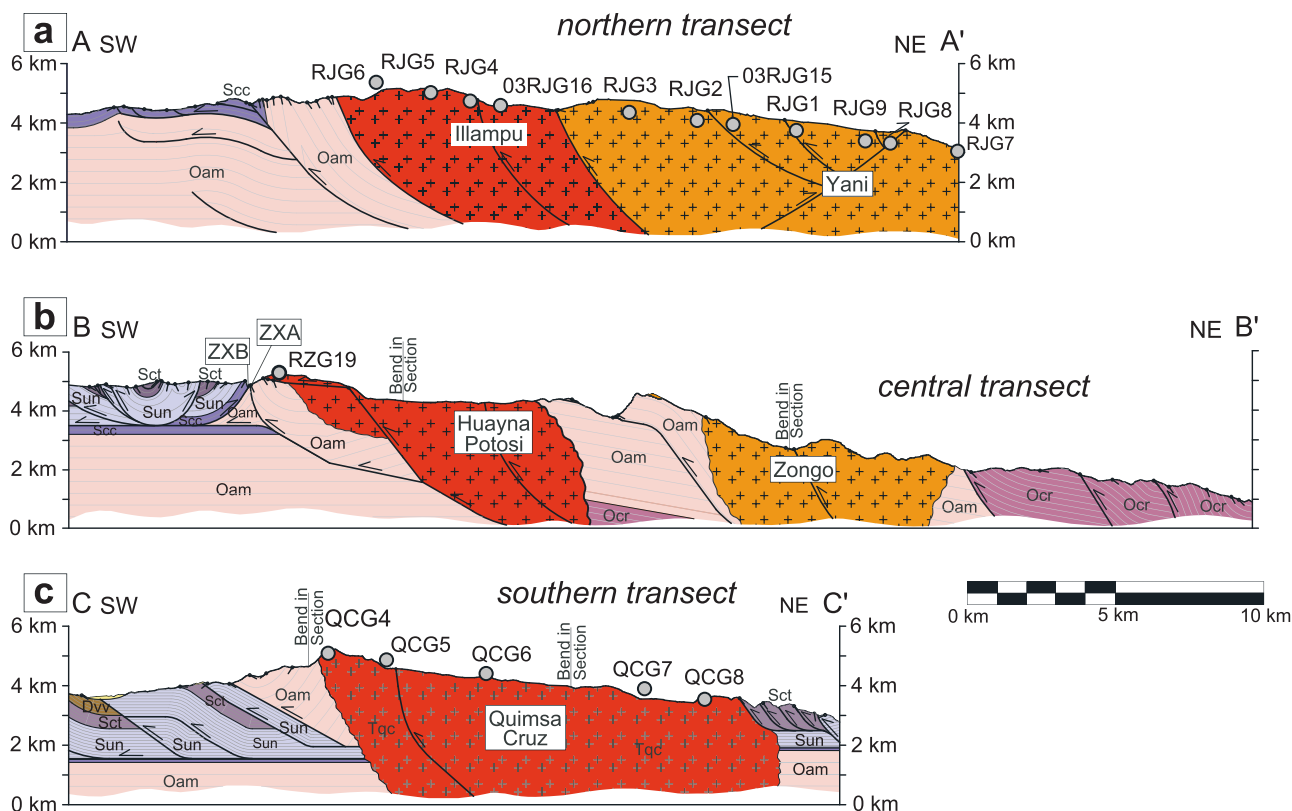 a
A SW
northern transect
NE A'
6 km
4 km
2 km
0 km
6 km
4 km
2 km
0 km
RJG6
RJG5
RJG4
03RJG16
RJG3
RJG2
03RJG15
RJG1
RJG9
RJG8
RJG7
Scc
Oam
Oam
Illampu
Yani
b
B SW
central transect
NE B'
6 km
4 km
2 km
0 km
ZXB
ZXA
RZG19
Bend in
Section
Bend in
Section
Sct
Sct
Sun
Sun
Sun
Scc
Scc
Oam
Oam
Oam
Huayna
Potosi
Oam
Oam
Ocr
Zongo
Oam
Ocr
Ocr
Ocr
c
C SW
southern transect
NE C'
6 km
4 km
2 km
0 km
6 km
4 km
2 km
0 km
Bend in
Section
Bend in
Section
QCG4
QCG5
QCG6
QCG7
QCG8
Dvv
Sct
Sct
Sun
Sun
Sun
Sun
Oam
Oam
Tqc
Quimsa
Cruz
Tqc
Sct
Sun
Oam
0 km
5 km
10 km